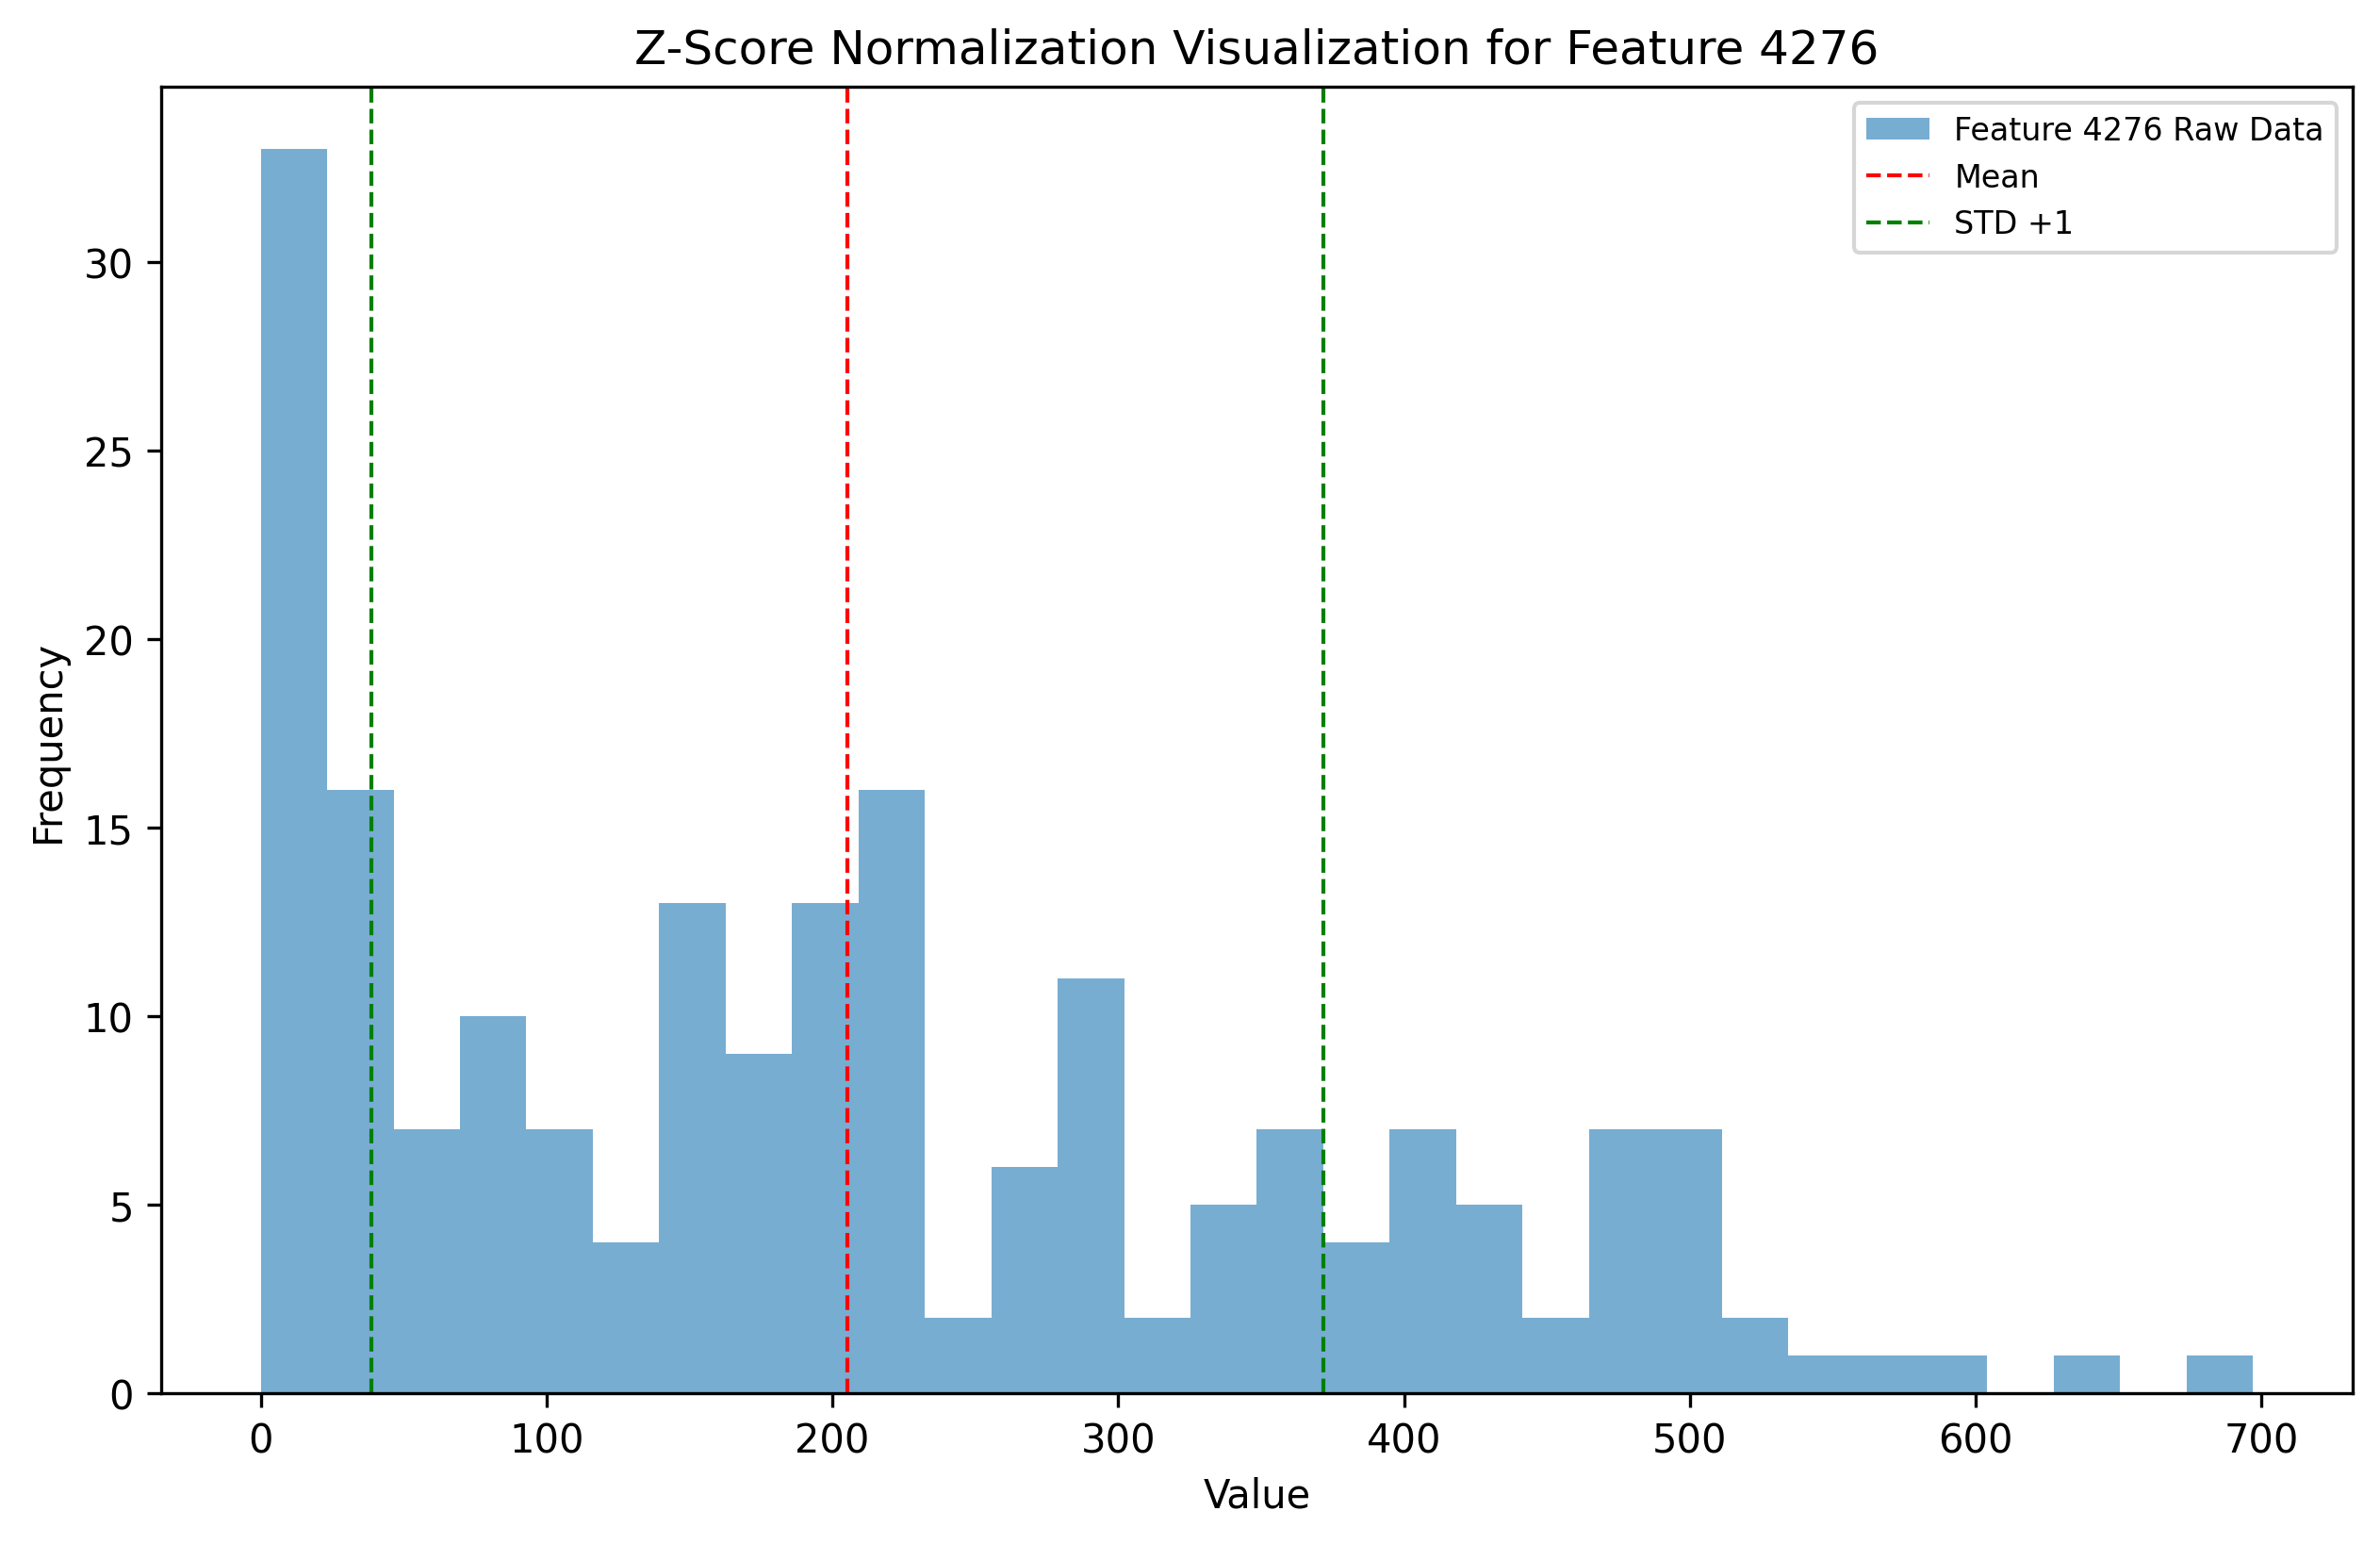 Z-Score Normalization Visualization for Feature 4276
Feature 4276 Raw Data
Mean
STD +1
Frequency
30
25
20
15
10
5
0
0 100 200 300 400 500 600 700
Value